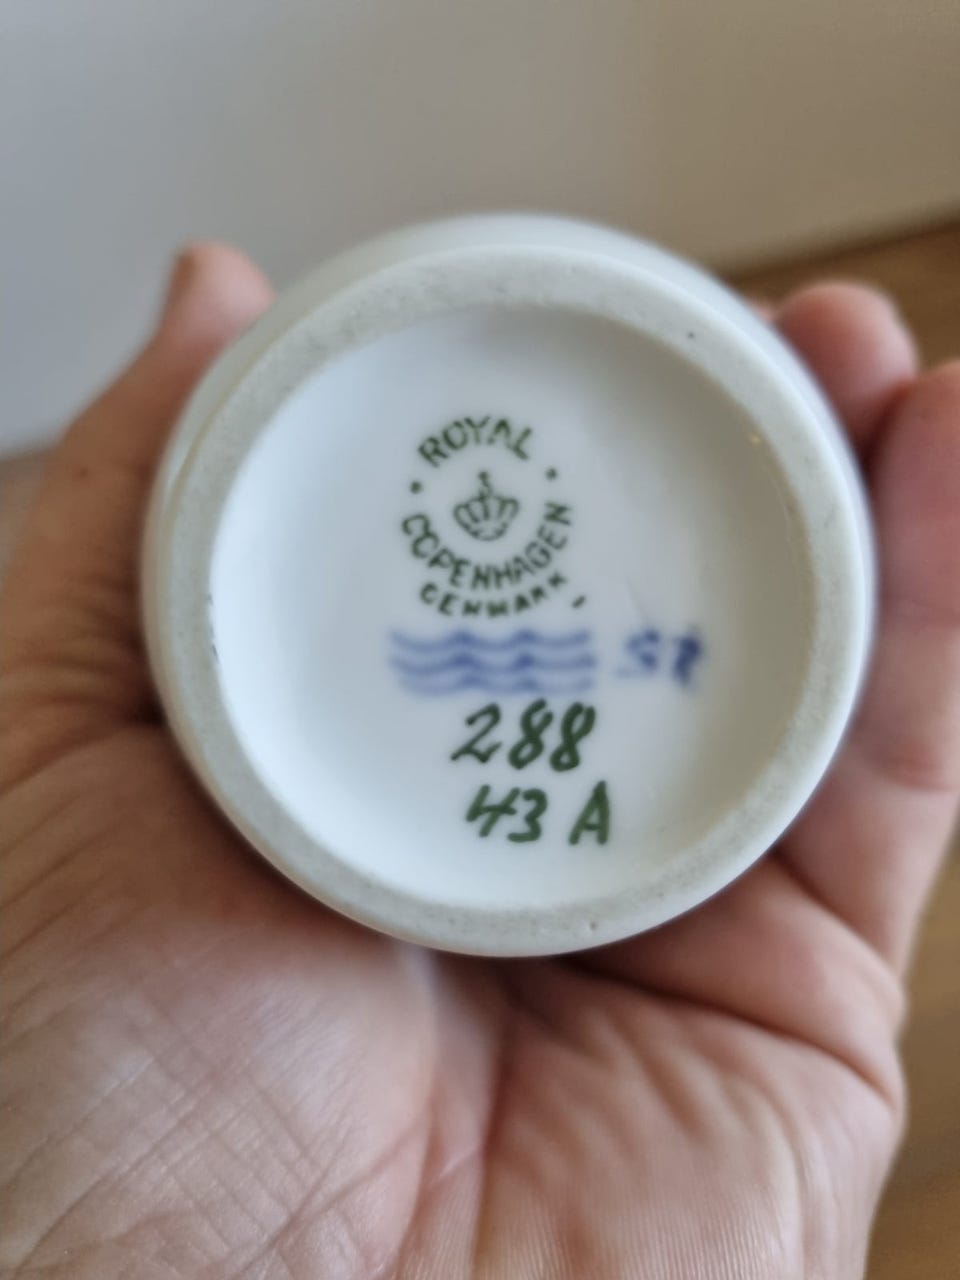 ROYAL
COPENHAGEN
DENMARK
288
43 A